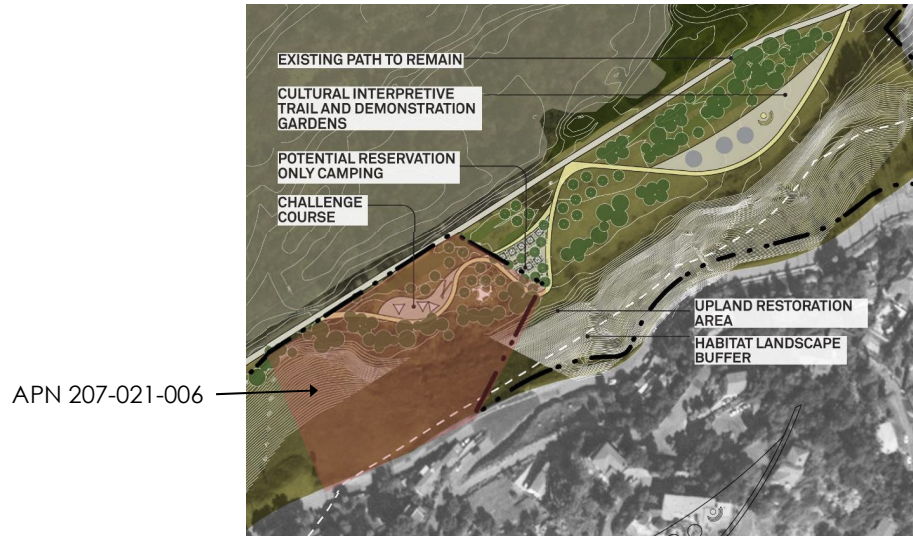 EXISTING PATH TO REMAIN
CULTURAL INTERPRETIVE
TRAIL AND DEMONSTRATION
GARDENS
POTENTIAL RESERVATION
ONLY CAMPING
CHALLENGE
COURSE
UPLAND RESTORATION
AREA
HABITAT LANDSCAPE
BUFFER
APN 207-021-006